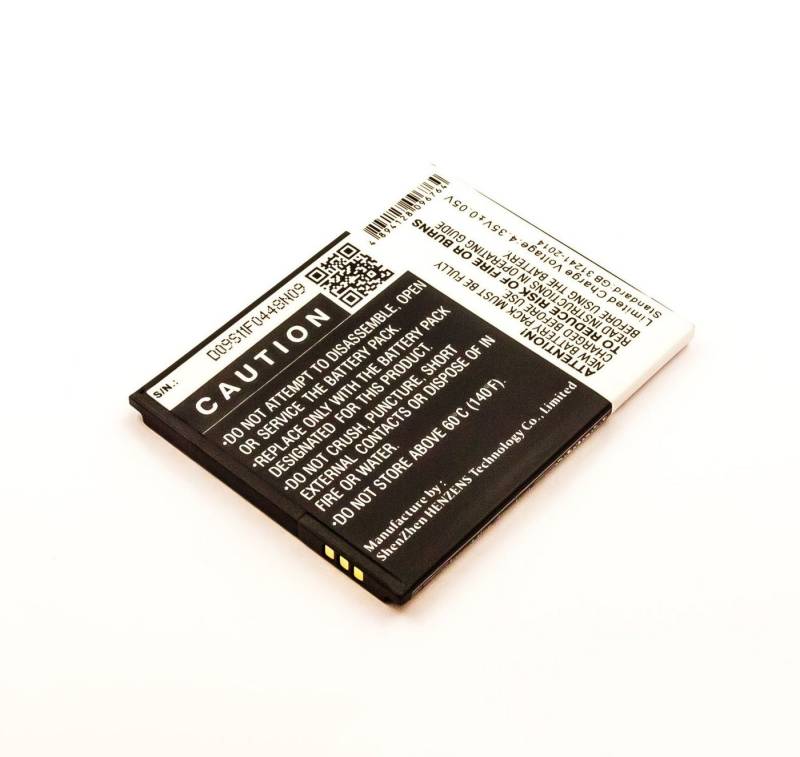 S/N.:
D09SHF0448N09
CAUTION
·DO NOT ATTEMPT TO DISASSEMBLE, OPEN
OR SERVICE THE BATTERY PACK.
·REPLACE ONLY WITH THE BATTERY PACK
DESIGNATED FOR THIS PRODUCT.
·DO NOT CRUSH, PUNCTURE, SHORT
EXTERNAL CONTACTS OR DISPOSE OF IN
FIRE OR WATER.
·DO NOT STORE ABOVE 60℃ (140℉).
Manufacture by :
ShenZhen HENZENS Technology Co., Limited
4 894128 096764
Limited Charge Voltage:4.35V±0.05V
Standard GB 31241-2014
ATTENTION!
NEW BATTERY PACK MUST BE FULLY
CHARGED BEFORE USE
TO REDUCE RISK OF FIRE OR BURNS
READ INSTRUCTIONS IN OPERATING GUIDE
BEFORE USING THE BATTERY